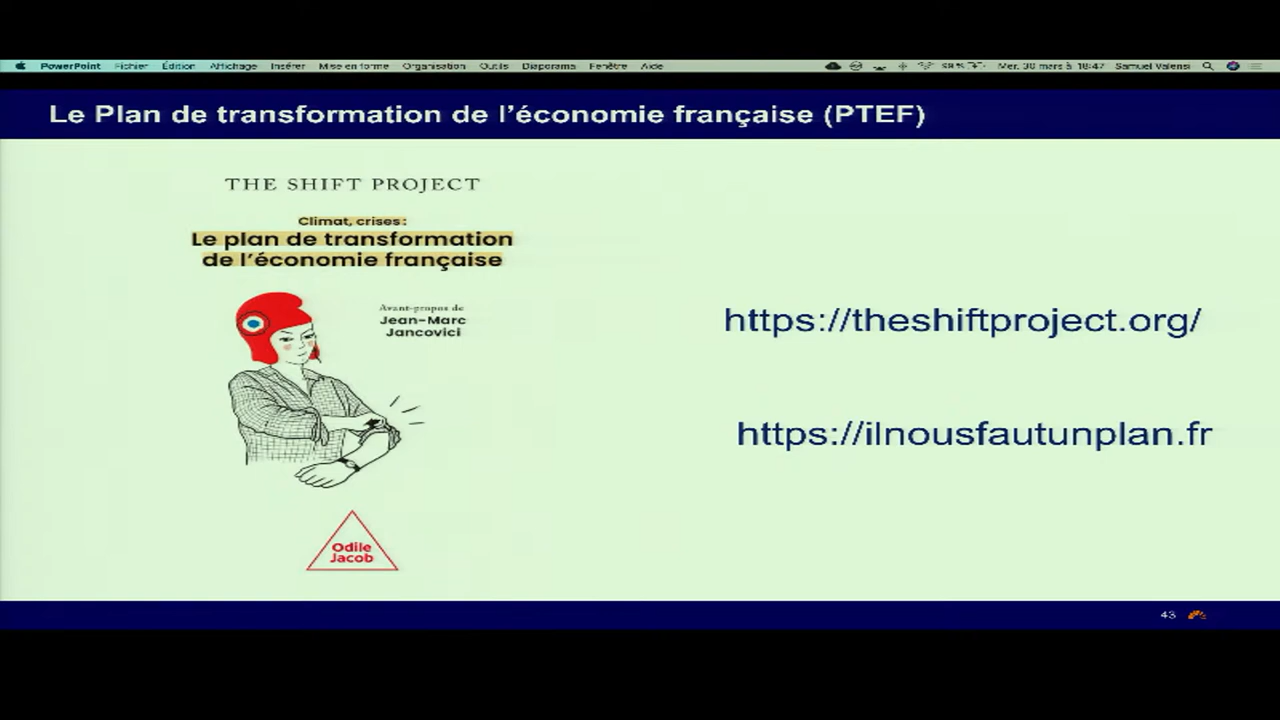 PowerPoint Fichier Édition Affichage Insérer Mise en forme Organisation Outils Diaporama Fenêtre Aide Mer. 30 mars à 18:47 Samuel Valensi
Le Plan de transformation de l'économie française (PTEF)
THE SHIFT PROJECT
Climat, crises :
Le plan de transformation
de l'économie française
Avant-propos de
Jean-Marc
Jancovici
https://theshiftproject.org/
https://ilnousfautunplan.fr
Odile
Jacob
43